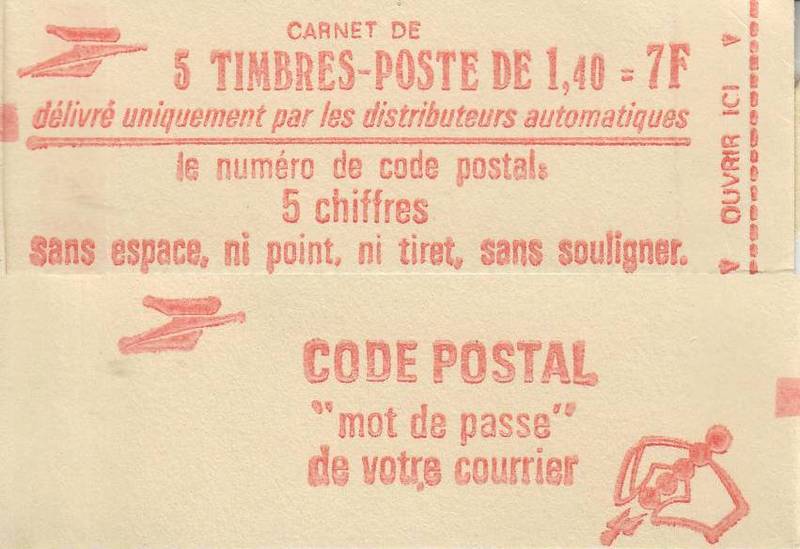 CARNET DE
5 TIMBRES-POSTE DE 1,40 = 7F
délivré uniquement par les distributeurs automatiques
le numéro de code postal:
5 chiffres
sans espace, ni point, ni tiret, sans souligner.
OUVRIR ICI
CODE POSTAL
"mot de passe"
de votre courrier